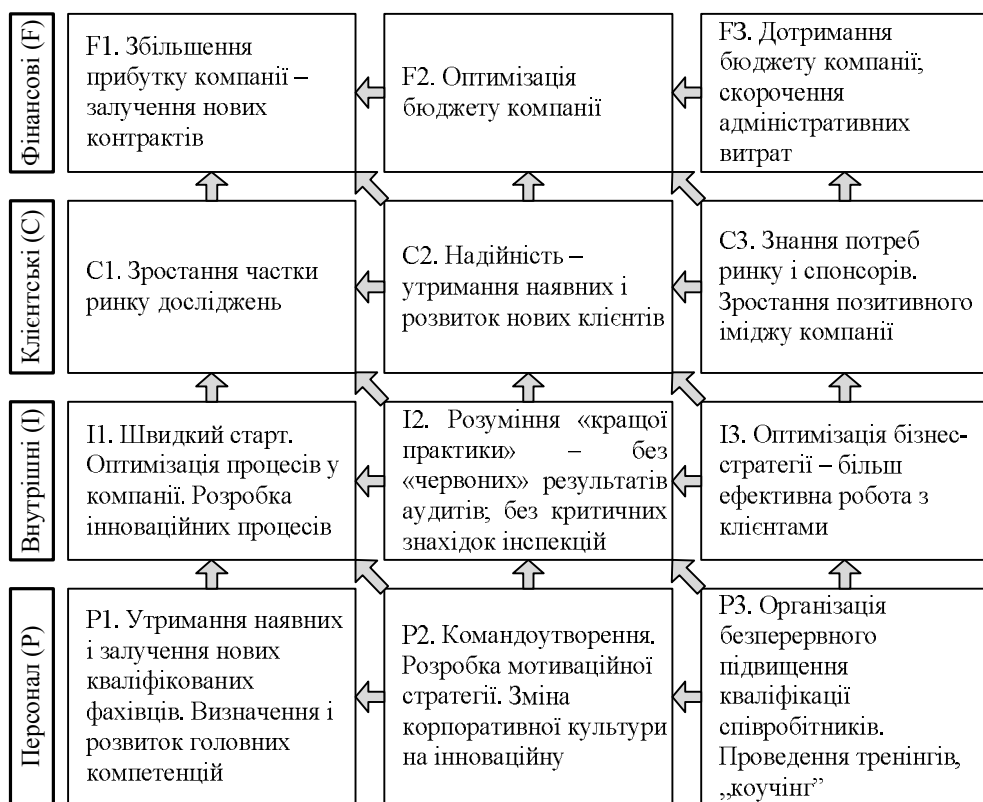 Фінансові (F)
F1. Збільшення
прибутку компанії –
залучення нових
контрактів
F2. Оптимізація
бюджету компанії
F3. Дотримання
бюджету компанії;
скорочення
адміністративних
витрат
Клієнтські (C)
C1. Зростання частки
ринку досліджень
C2. Надійність –
утримання наявних і
розвиток нових клієнтів
C3. Знання потреб
ринку і спонсорів.
Зростання позитивного
іміджу компанії
Внутрішні (I)
I1. Швидкий старт.
Оптимізація процесів у
компанії. Розробка
інноваційних процесів
I2. Розуміння «кращої
практики» – без
«червоних» результатів
аудитів; без критичних
знахідок інспекцій
I3. Оптимізація бізнес-
стратегії – більш
ефективна робота з
клієнтами
Персонал (P)
P1. Утримання наявних
і залучення нових
кваліфікованих
фахівців. Визначення і
розвиток головних
компетенцій
P2. Командоутворення.
Розробка мотиваційної
стратегії. Зміна
корпоративної культури
на інноваційну
P3. Організація
безперервного
підвищення
кваліфікації
співробітників.
Проведення тренінгів,
„коучінг”